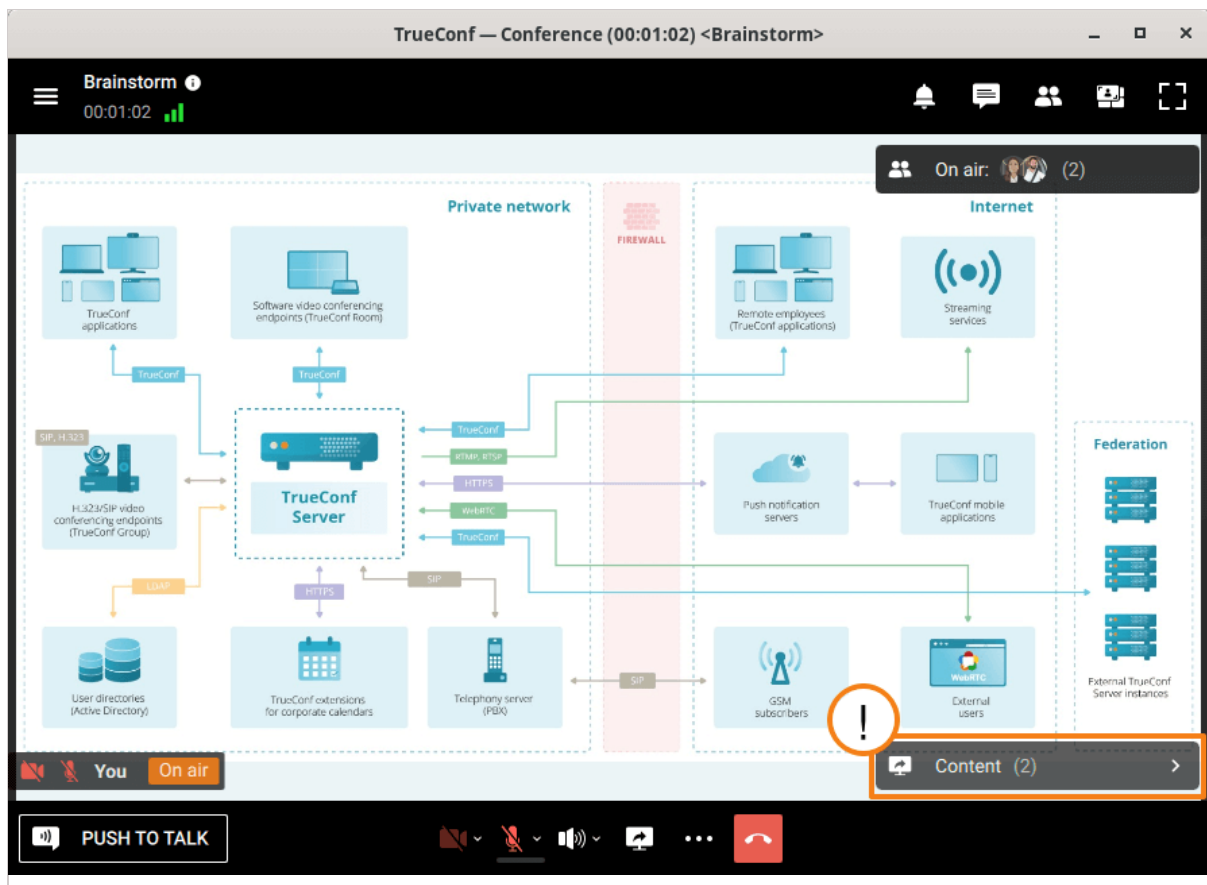 TrueConf — Conference (00:01:02) <Brainstorm>
Brainstorm
00:01:02
On air: (2)
Private network
FIREWALL
Internet
TrueConf
applications
Software video conferencing
endpoints (TrueConf Room)
Remote employees
(TrueConf applications)
Streaming
services
TrueConf
TrueConf
SIP, H.323
H.323/SIP video
conferencing endpoints
(TrueConf Group)
TrueConf
Server
TrueConf
RTMP, RTSP
HTTPS
WebRTC
TrueConf
Push notification
servers
TrueConf mobile
applications
Federation
LDAP
HTTPS
SIP
User directories
(Active Directory)
TrueConf extensions
for corporate calendars
Telephony server
(PBX)
SIP
GSM
subscribers
WebRTC
External
users
External TrueConf
Server instances
!
You On air
Content (2)
PUSH TO TALK